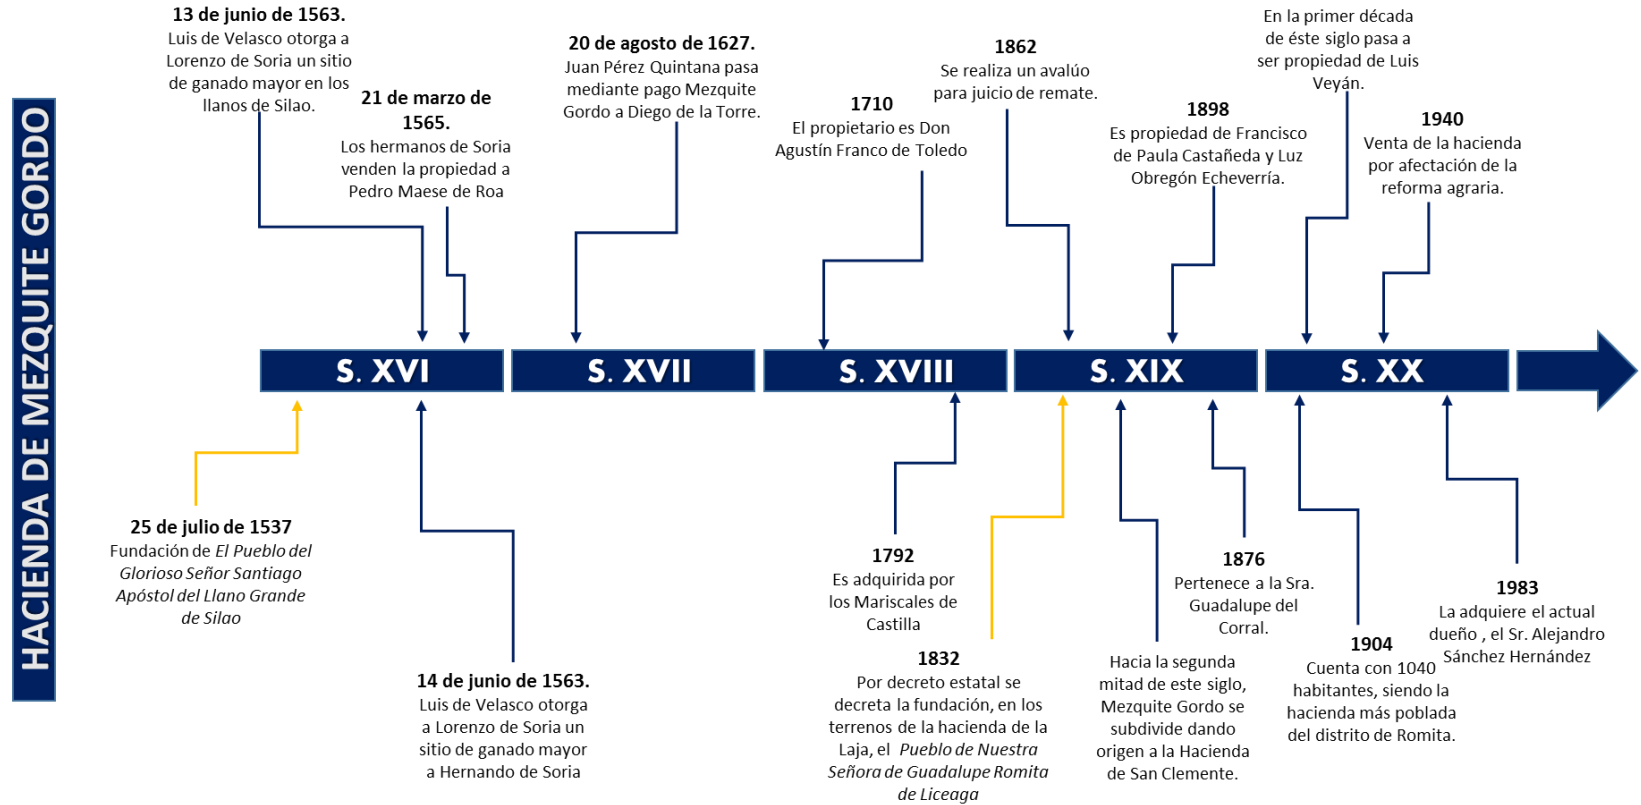 HACIENDA DE MEZQUITE GORDO
13 de junio de 1563.
Luis de Velasco otorga a
Lorenzo de Soria un sitio
de ganado mayor en los
llanos de Silao.
21 de marzo de
1565.
Los hermanos de Soria
venden la propiedad a
Pedro Maese de Roa
20 de agosto de 1627.
Juan Pérez Quintana pasa
mediante pago Mezquite
Gordo a Diego de la Torre.
1710
El propietario es Don
Agustín Franco de Toledo
1862
Se realiza un avalúo
para juicio de remate.
1898
Es propiedad de Francisco
de Paula Castañeda y Luz
Obregón Echeverría.
En la primer década
de éste siglo pasa a
ser propiedad de Luis
Veyán.
1940
Venta de la hacienda
por afectación de la
reforma agraria.
S. XVI
S. XVII
S. XVIII
S. XIX
S. XX
25 de julio de 1537
Fundación de El Pueblo del
Glorioso Señor Santiago
Apóstol del Llano Grande
de Silao
14 de junio de 1563.
Luis de Velasco otorga
a Lorenzo de Soria un
sitio de ganado mayor
a Hernando de Soria
1792
Es adquirida por
los Mariscales de
Castilla
1832
Por decreto estatal se
decreta la fundación, en los
terrenos de la hacienda de la
Laja, el Pueblo de Nuestra
Señora de Guadalupe Romita
de Liceaga
Hacia la segunda
mitad de este siglo,
Mezquite Gordo se
subdivide dando
origen a la Hacienda
de San Clemente.
1876
Pertenece a la Sra.
Guadalupe del
Corral.
1904
Cuenta con 1040
habitantes, siendo la
hacienda más poblada
del distrito de Romita.
1983
La adquiere el actual
dueño , el Sr. Alejandro
Sánchez Hernández